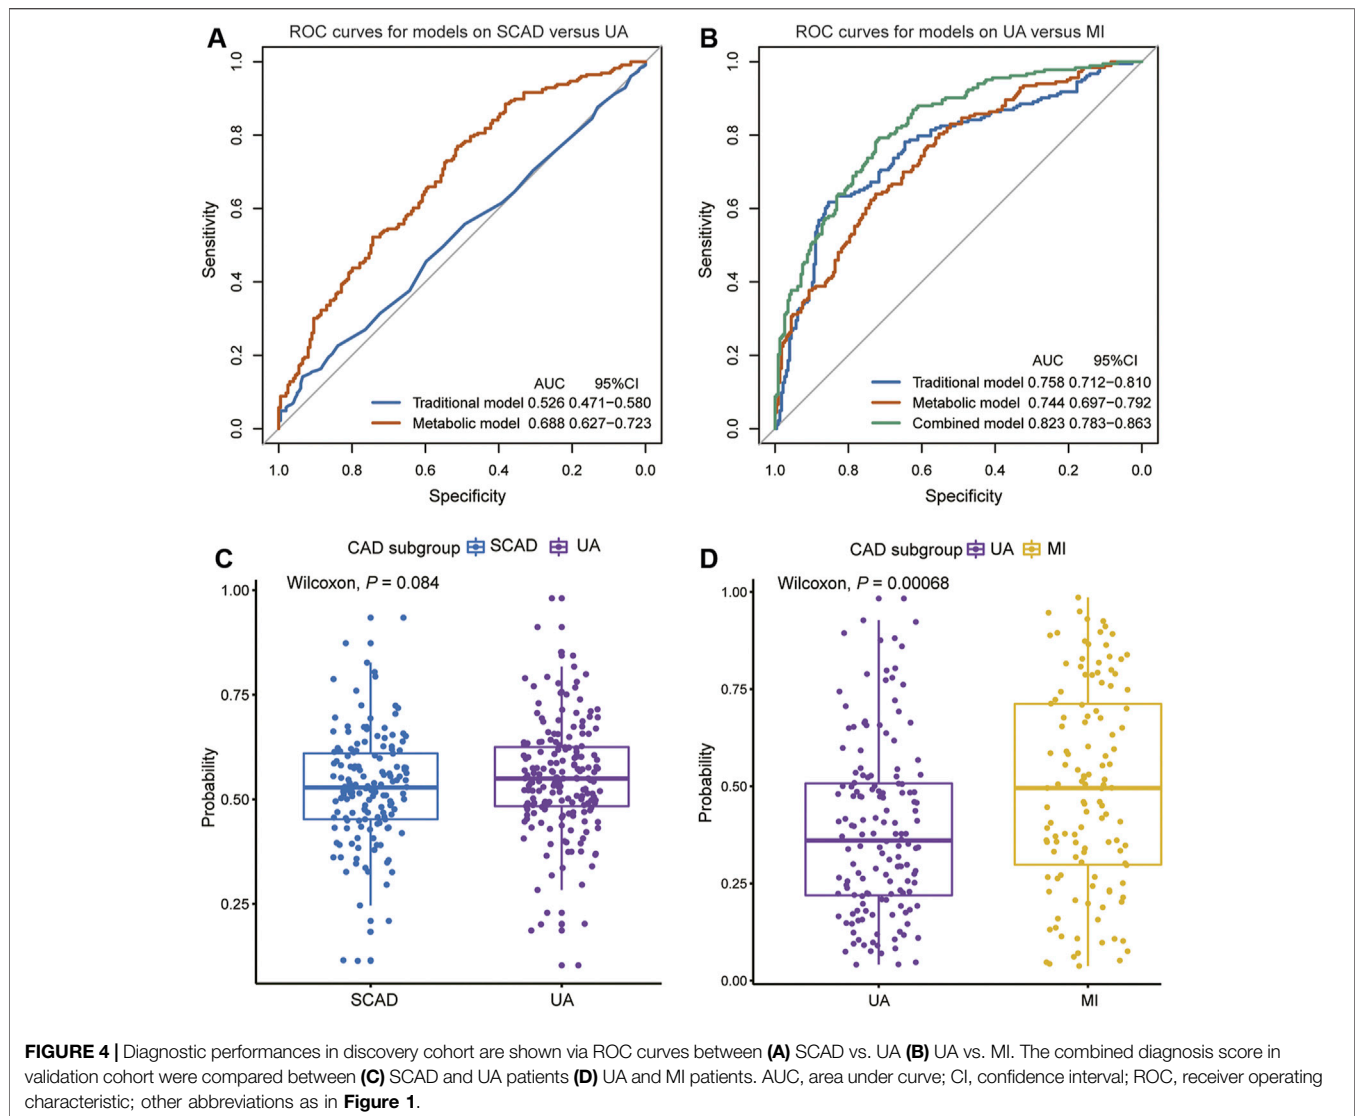 A
ROC curves for models on SCAD versus UA
Sensitivity
1.0
0.8
0.6
0.4
0.2
0.0
AUC 95%CI
Traditional model 0.526 0.471−0.580
Metabolic model 0.688 0.627−0.723
1.0 0.8 0.6 0.4 0.2 0.0
Specificity
B
ROC curves for models on UA versus MI
Sensitivity
1.0
0.8
0.6
0.4
0.2
0.0
AUC 95%CI
Traditional model 0.758 0.712−0.810
Metabolic model 0.744 0.697−0.792
Combined model 0.823 0.783−0.863
1.0 0.8 0.6 0.4 0.2 0.0
Specificity
C
CAD subgroup SCAD UA
Wilcoxon, P = 0.084
Probability
1.00
0.75
0.50
0.25
SCAD UA
D
CAD subgroup UA MI
Wilcoxon, P = 0.00068
Probability
1.00
0.75
0.50
0.25
0.00
UA MI
FIGURE 4 | Diagnostic performances in discovery cohort are shown via ROC curves between (A) SCAD vs. UA (B) UA vs. MI. The combined diagnosis score in
validation cohort were compared between (C) SCAD and UA patients (D) UA and MI patients. AUC, area under curve; CI, confidence interval; ROC, receiver operating
characteristic; other abbreviations as in Figure 1.